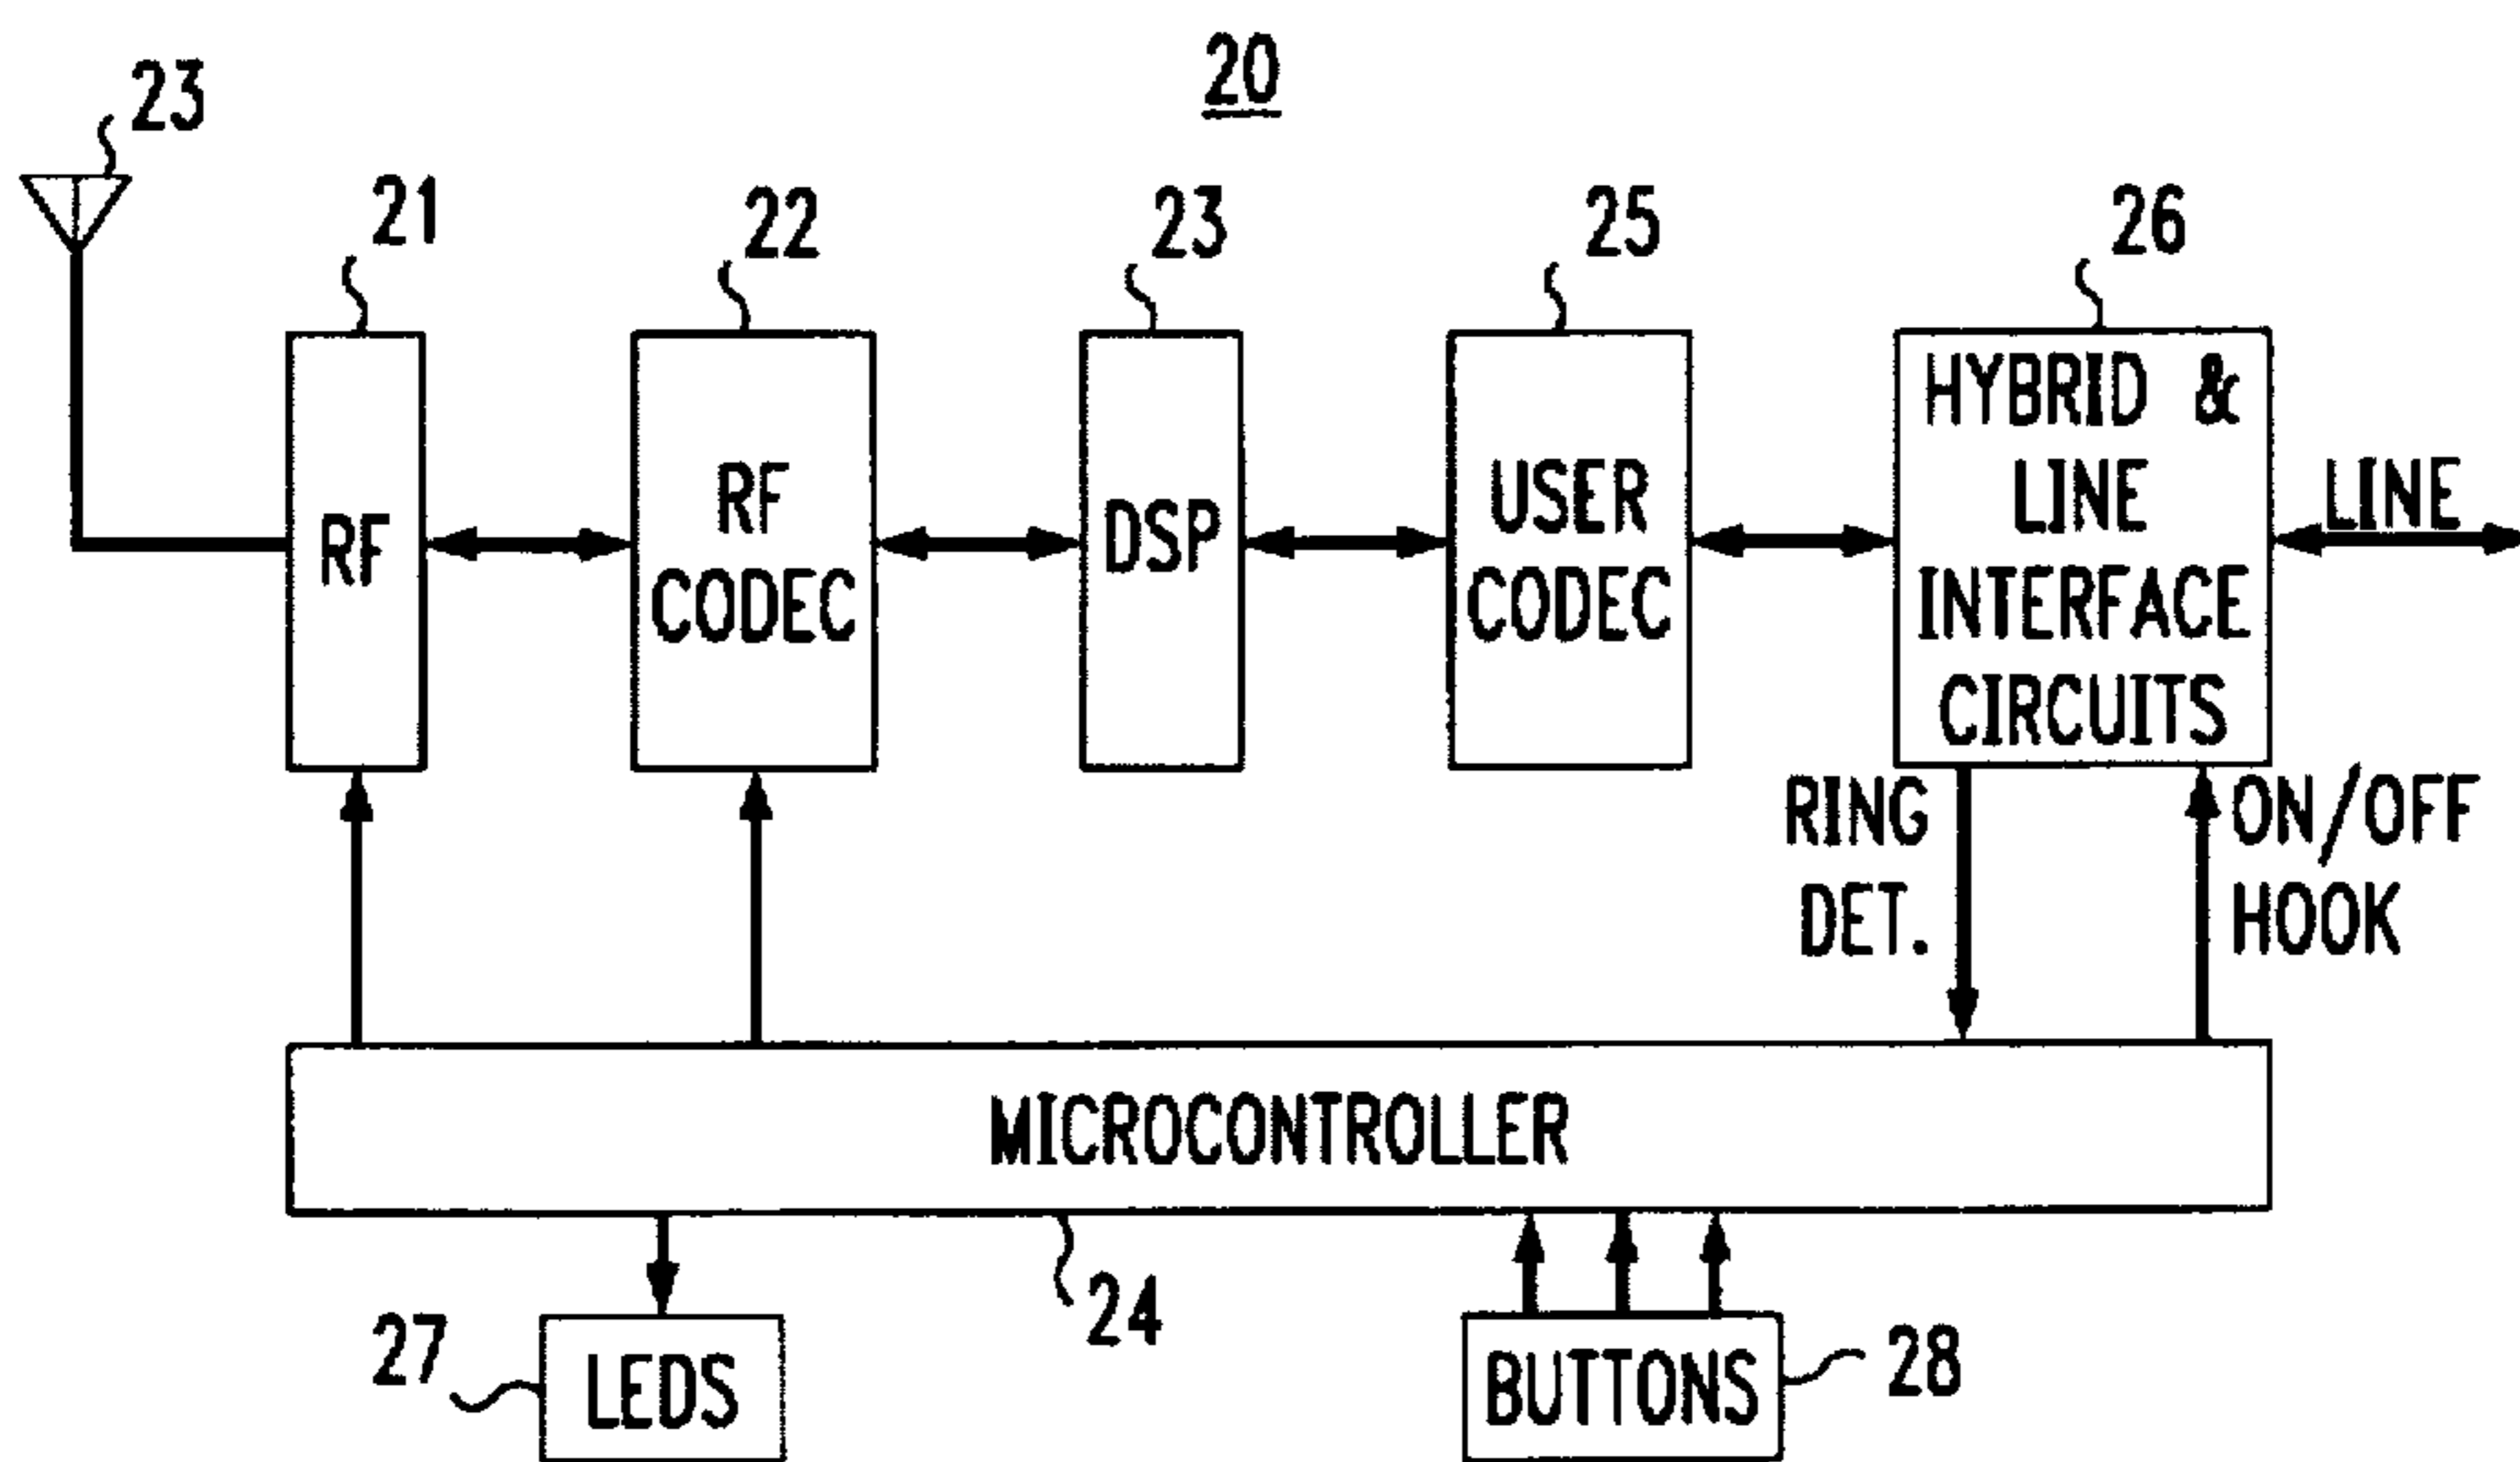 20
23
21
22
23
25
26
RF
RF
CODEC
DSP
USER
CODEC
HYBRID &
LINE
INTERFACE
CIRCUITS
LINE
RING
DET.
ON/OFF
HOOK
MICROCONTROLLER
24
27
LEDS
BUTTONS
28